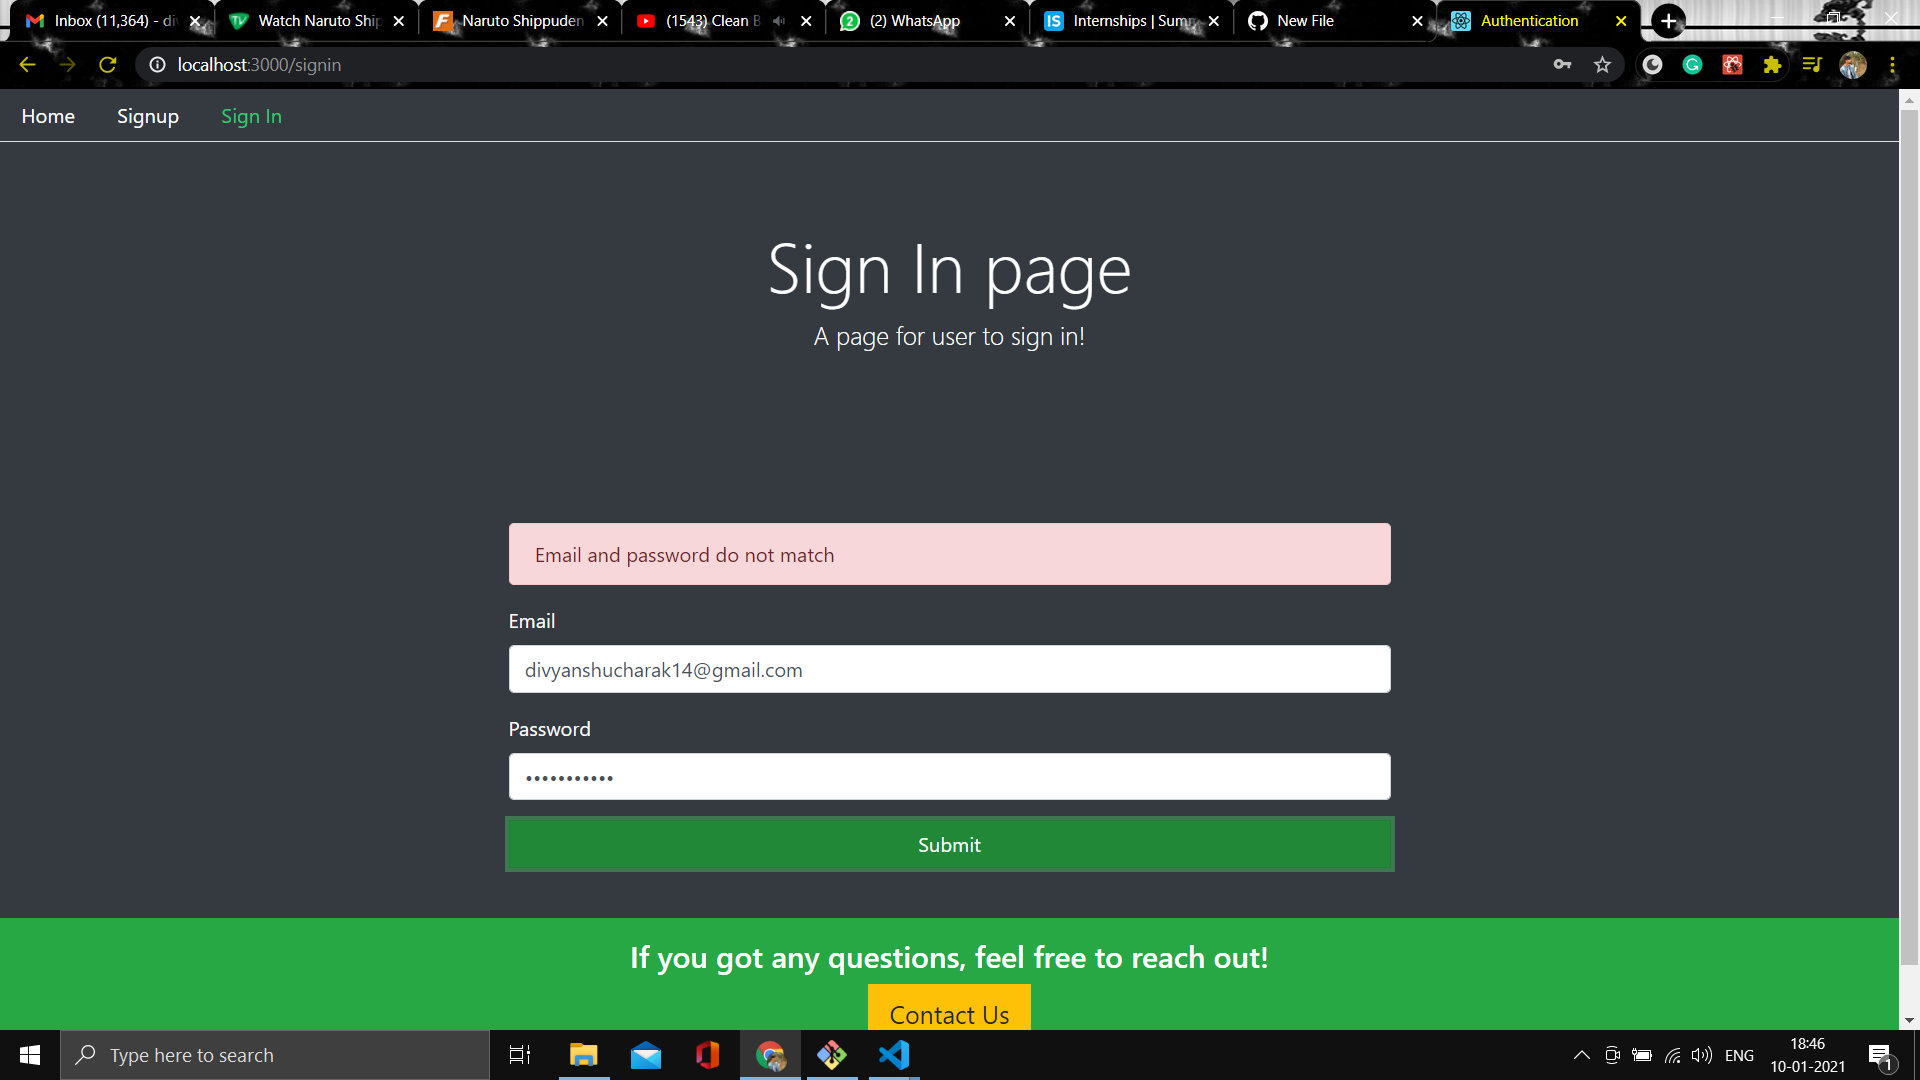 Inbox (11,364) - di
Watch Naruto Ship
Naruto Shippuden
(1543) Clean B
(2) WhatsApp
Internships | Summ
New File
Authentication
localhost:3000/signin
Home
Signup
Sign In
Sign In page
A page for user to sign in!
Email and password do not match
Email
divyanshucharak14@gmail.com
Password
Submit
If you got any questions, feel free to reach out!
Contact Us
Type here to search
ENG
18:46
10-01-2021
1